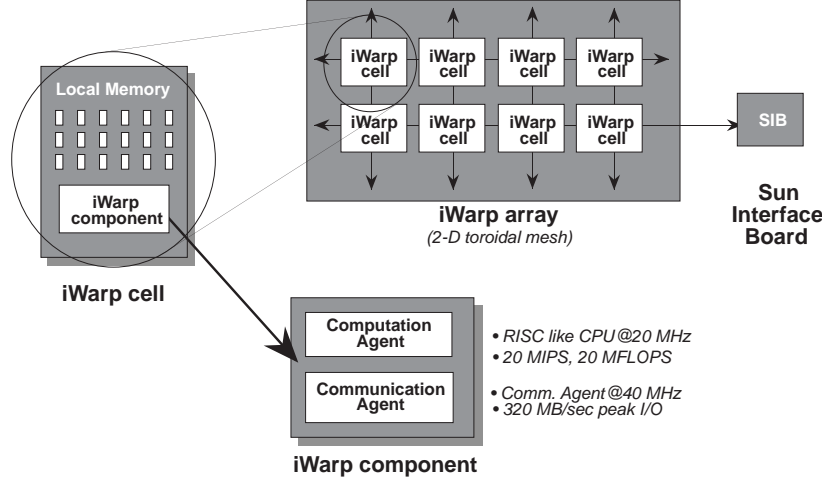 iWarp cell
iWarp cell
iWarp cell
iWarp cell
iWarp cell
iWarp cell
iWarp cell
iWarp cell
iWarp array
(2-D toroidal mesh)
SIB
Sun
Interface
Board
Local Memory
iWarp
component
iWarp cell
Computation
Agent
Communication
Agent
• RISC like CPU@20 MHz
• 20 MIPS, 20 MFLOPS
• Comm. Agent@40 MHz
• 320 MB/sec peak I/O
iWarp component